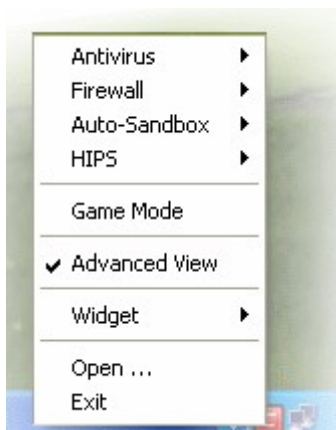 Antivirus
Firewall
Auto-Sandbox
HIPS
Game Mode
Advanced View
Widget
Open ...
Exit